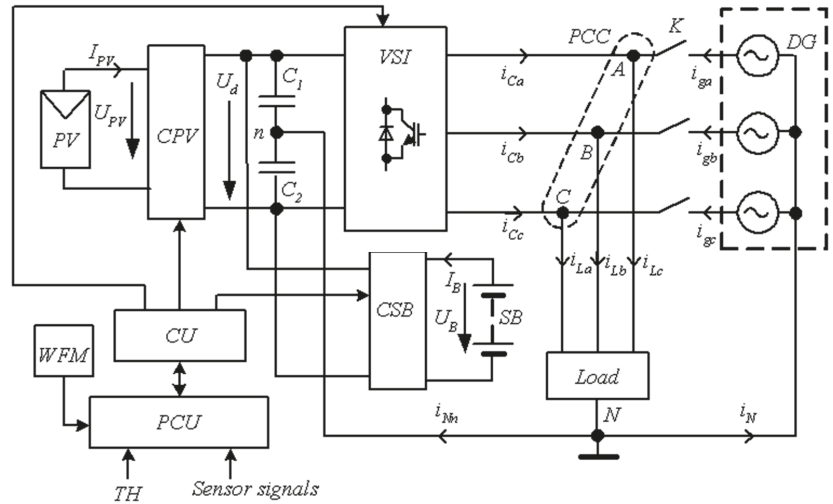 I_PV
U_PV
PV
CPV
U_d
C_1
n
C_2
VSI
i_Ca
i_Cb
i_Cc
PCC
A
B
C
K
i_ga
i_gb
i_gc
DG
i_La
i_Lb
i_Lc
CSB
I_B
U_B
SB
CU
WFM
PCU
Load
N
i_Nn
i_N
TH
Sensor signals